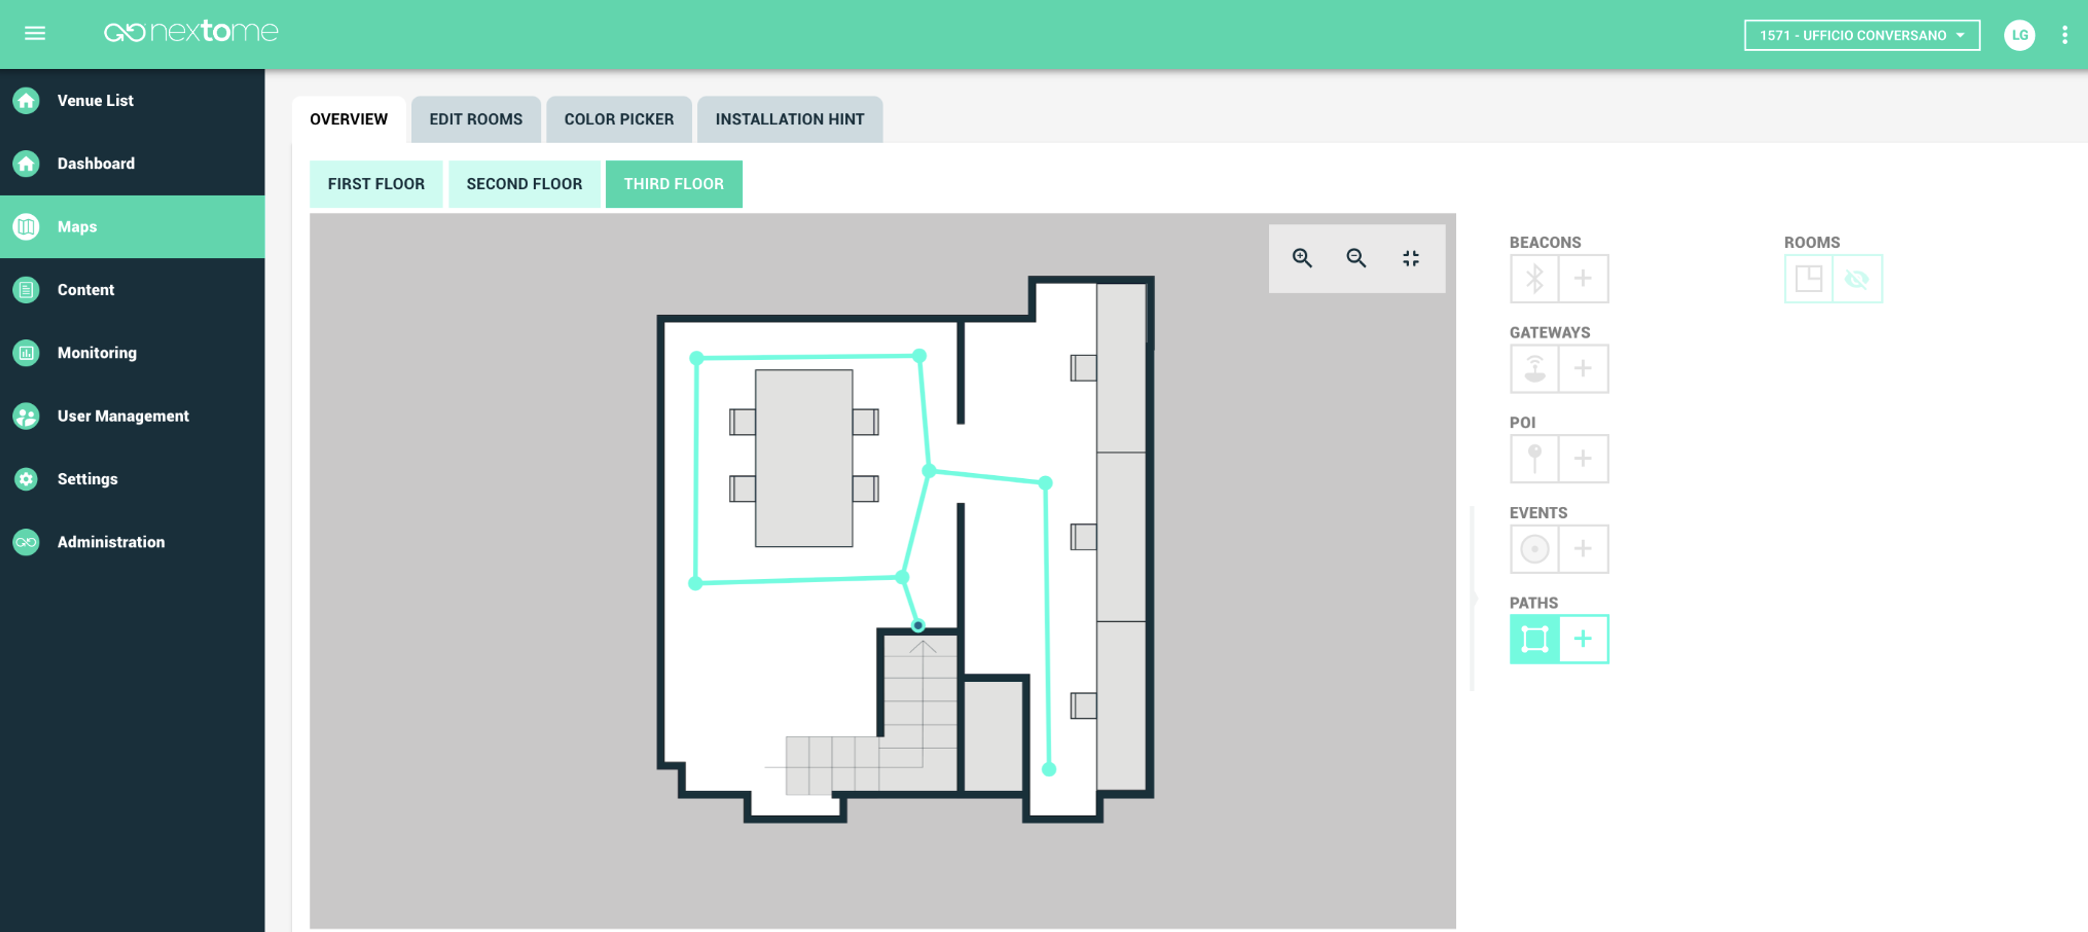 nextome
1571 - UFFICIO CONVERSANO
LG
Venue List
Dashboard
Maps
Content
Monitoring
User Management
Settings
Administration
OVERVIEW
EDIT ROOMS
COLOR PICKER
INSTALLATION HINT
FIRST FLOOR
SECOND FLOOR
THIRD FLOOR
BEACONS
ROOMS
GATEWAYS
POI
EVENTS
PATHS